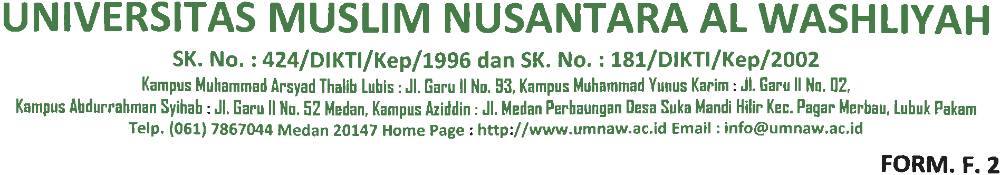 UNIVERSITAS MUSLIM NUSANTARA AL WASHLIYAH
SK. No. : 424/DIKTI/Kep/1996 dan SK. No. : 181/DIKTI/Kep/2002
Kampus Muhammad Arsyad Thalib Lubis : Jl. Garu II No. 93, Kampus Muhammad Yunus Karim : Jl. Garu II No. 02,
Kampus Abdurrahman Syihab : Jl. Garu II No. 52 Medan, Kampus Aziddin : Jl. Medan Perbaungan Desa Suka Mandi Hilir Kec. Pagar Merbau, Lubuk Pakam
Telp. (061) 7867044 Medan 20147 Home Page : http://www.umnaw.ac.id Email : info@umnaw.ac.id
FORM. F. 2